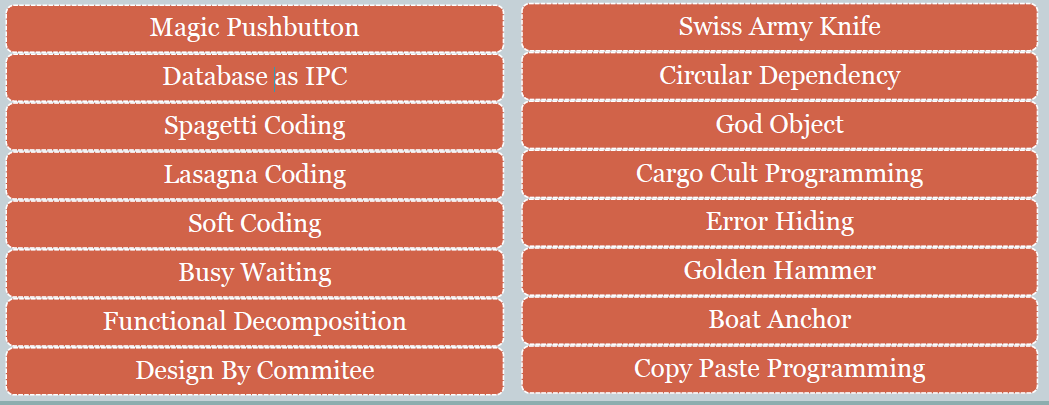 Magic Pushbutton
Database as IPC
Spagetti Coding
Lasagna Coding
Soft Coding
Busy Waiting
Functional Decomposition
Design By Commitee
Swiss Army Knife
Circular Dependency
God Object
Cargo Cult Programming
Error Hiding
Golden Hammer
Boat Anchor
Copy Paste Programming